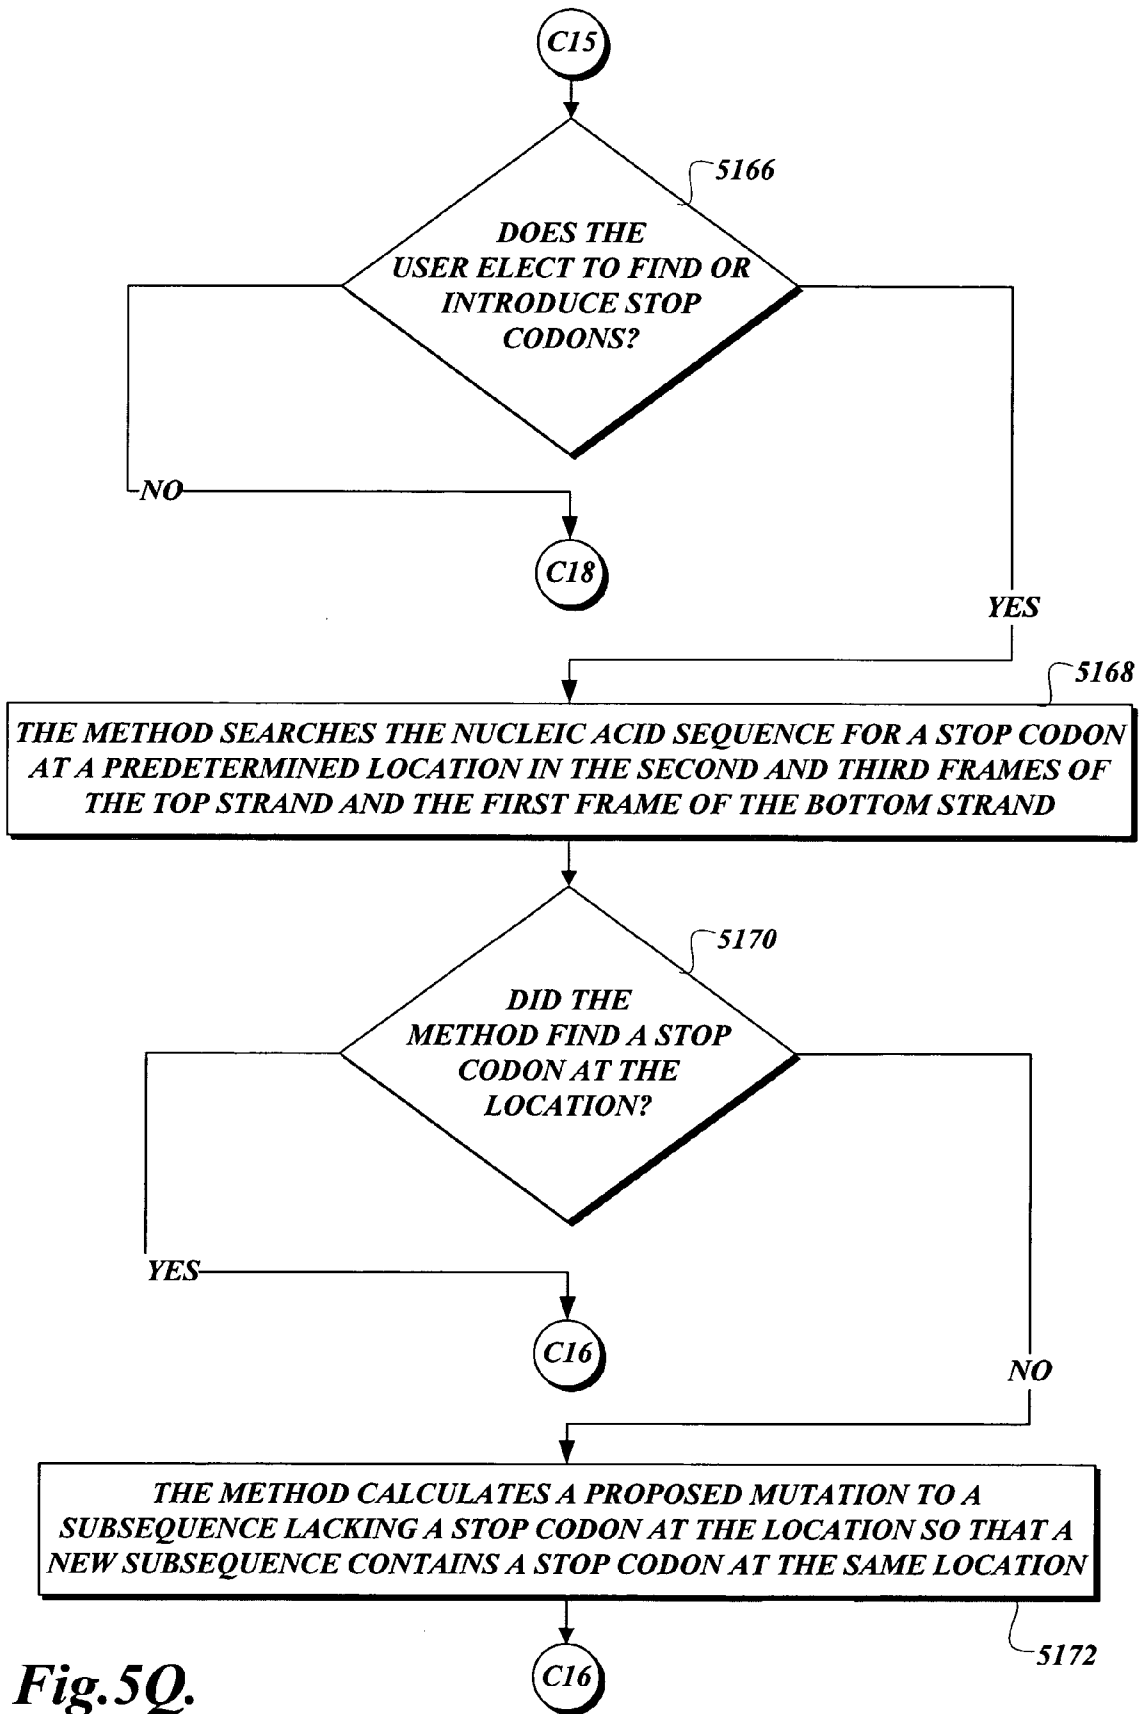 C15
5166
DOES THE
USER ELECT TO FIND OR
INTRODUCE STOP
CODONS?
NO
C18
YES
5168
THE METHOD SEARCHES THE NUCLEIC ACID SEQUENCE FOR A STOP CODON
AT A PREDETERMINED LOCATION IN THE SECOND AND THIRD FRAMES OF
THE TOP STRAND AND THE FIRST FRAME OF THE BOTTOM STRAND
5170
DID THE
METHOD FIND A STOP
CODON AT THE
LOCATION?
YES
C16
NO
THE METHOD CALCULATES A PROPOSED MUTATION TO A
SUBSEQUENCE LACKING A STOP CODON AT THE LOCATION SO THAT A
NEW SUBSEQUENCE CONTAINS A STOP CODON AT THE SAME LOCATION
5172
C16
Fig.5Q.